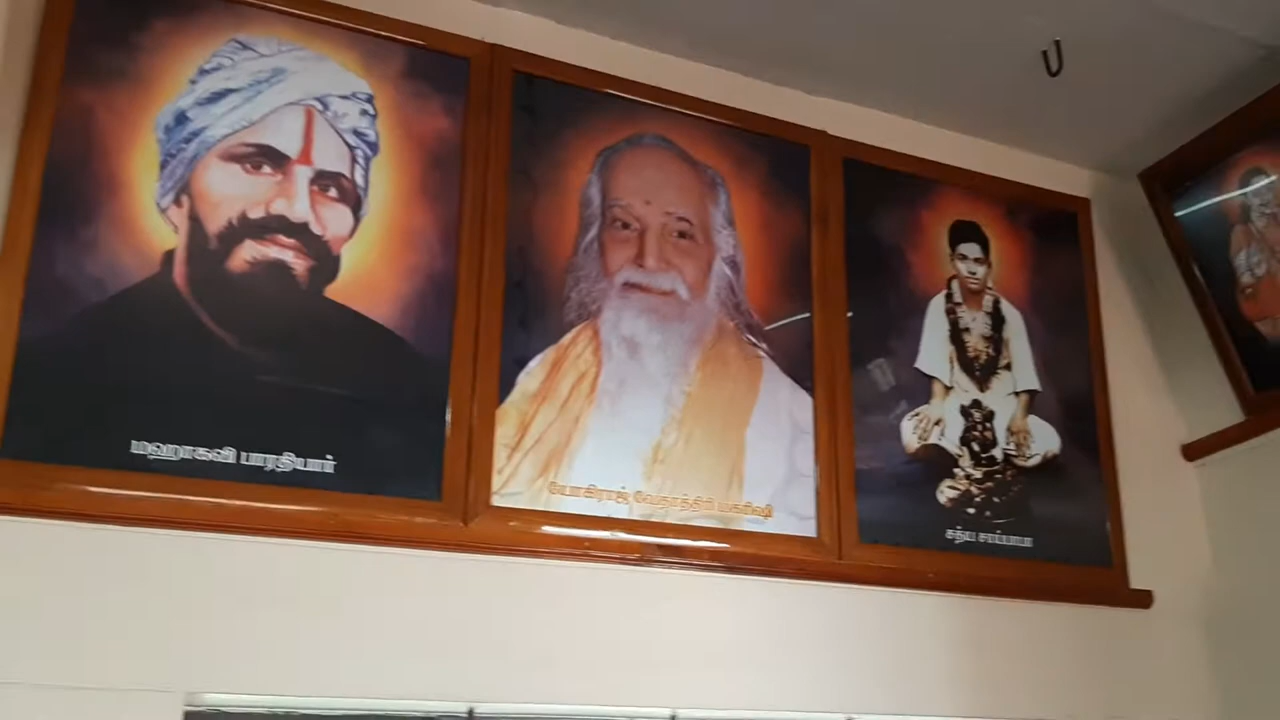 மஹாகவி பாரதியார்
யோகிராஜ் வேதாத்திரி மகரிஷி
சத்ய சாய்பாபா